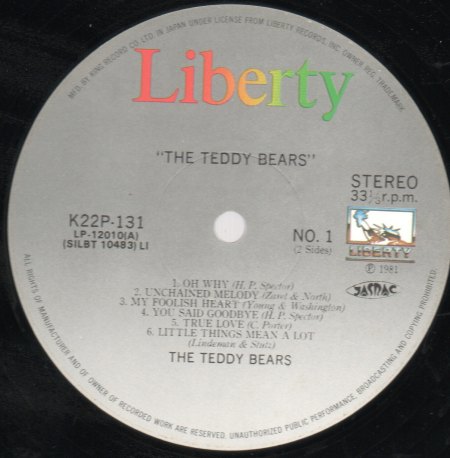 MFD. BY KING RECORD CO. LTD. IN JAPAN UNDER LICENSE FROM LIBERTY RECORDS, INC. OWNER REG. TRADEMARK
Liberty
"THE TEDDY BEARS"
STEREO
33 1/3 r.p.m.
K22P-131
LP-12010(A)
(SILBT 10483) LI
NO. 1
(2 Sides)
LIBERTY
Ⓟ 1981
JASRAC
1. OH WHY (H. P. Spector)
2. UNCHAINED MELODY (Zaret & North)
3. MY FOOLISH HEARY (Young & Washington)
4. YOU SAID GOODBYE (H. P. Spector)
5. TRUE LOVE (C. Porter)
6. LITTLE THINGS MEAN A LOT
(Lindeman & Stulz)
THE TEDDY BEARS
ALL RIGHTS OF MANUFACTURER AND OF OWNER OF RECORDED WORK ARE RESERVED. UNAUTHORIZED PUBLIC PERFORMANCE, BROADCASTING AND COPYING PROHIBITED.